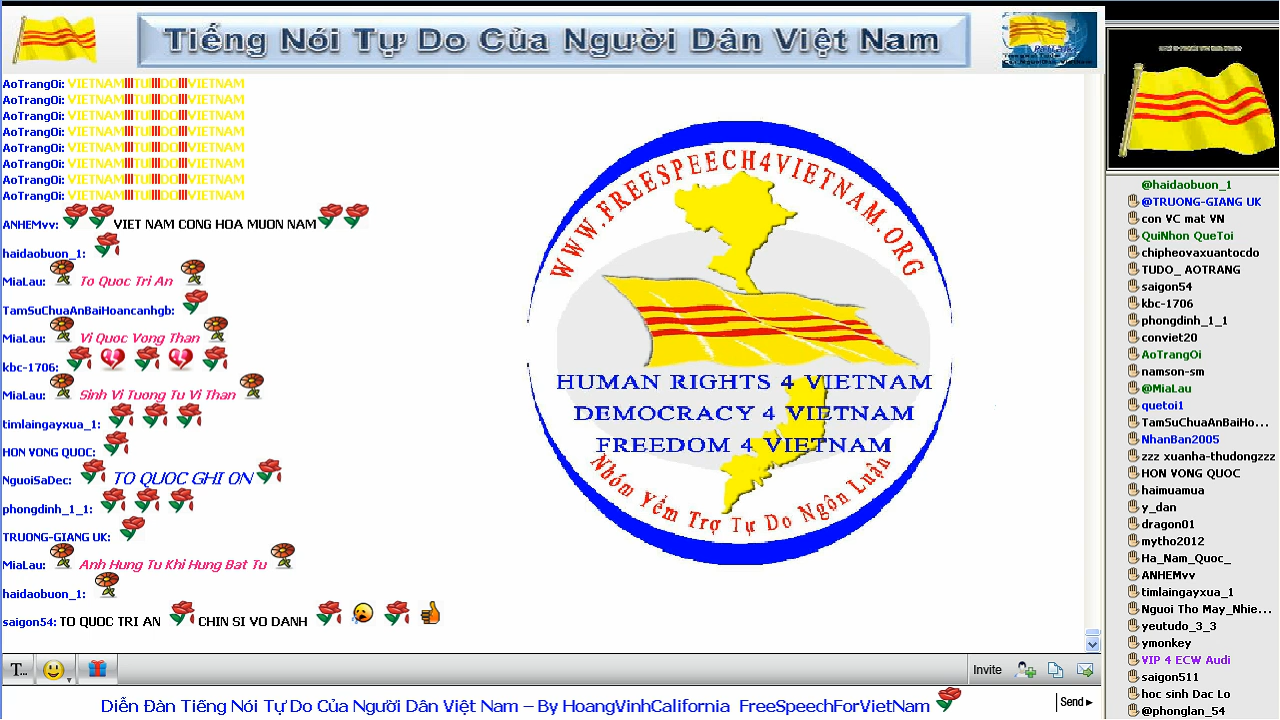 Tiếng Nói Tự Do Của Người Dân Việt Nam
AoTrangOi: VIETNAM|||TU|||DO|||VIETNAM
AoTrangOi: VIETNAM|||TU|||DO|||VIETNAM
AoTrangOi: VIETNAM|||TU|||DO|||VIETNAM
AoTrangOi: VIETNAM|||TU|||DO|||VIETNAM
AoTrangOi: VIETNAM|||TU|||DO|||VIETNAM
AoTrangOi: VIETNAM|||TU|||DO|||VIETNAM
AoTrangOi: VIETNAM|||TU|||DO|||VIETNAM
AoTrangOi: VIETNAM|||TU|||DO|||VIETNAM
ANHEMvv: VIET NAM CONG HOA MUON NAM
haidaobuon_1:
MiaLau: To Quoc Tri An
TamSuChuaAnBaiHoancanhgb:
MiaLau: Vi Quoc Vong Than
kbc-1706:
MiaLau: Sinh Vi Tuong Tu Vi Than
timlaingayxua_1:
HON VONG QUOC:
NguoiSaDec: TO QUOC GHI ON
phongdinh_1_1:
TRUONG-GIANG UK:
MiaLau: Anh Hung Tu Khi Hung Bat Tu
haidaobuon_1:
saigon54: TO QUOC TRI AN CHIN SI VO DANH
WWW.FREESPEECH4VIETNAM.ORG
HUMAN RIGHTS 4 VIETNAM
DEMOCRACY 4 VIETNAM
FREEDOM 4 VIETNAM
Nhóm Yểm Trợ Tự Do Ngôn Luận
@haidaobuon_1
@TRUONG-GIANG UK
con VC mat VN
QuiNhon QueToi
chipheovaxuantocdo
TUDO_ AOTRANG
saigon54
kbc-1706
phongdinh_1_1
conviet20
AoTrangOi
namson-sm
@MiaLau
quetoi1
TamSuChuaAnBaiHo...
NhanBan2005
zzz xuanha-thudongzzz
HON VONG QUOC
haimuamua
y_dan
dragon01
mytho2012
Ha_Nam_Quoc_
ANHEMvv
timlaingayxua_1
Nguoi Tho May_Nhie...
yeutudo_3_3
ymonkey
VIP 4 ECW Audi
saigon511
hoc sinh Dac Lo
@phonglan_54
T...
Invite
Diễn Đàn Tiếng Nói Tự Do Của Người Dân Việt Nam – By HoangVinhCalifornia FreeSpeechForVietNam
Send